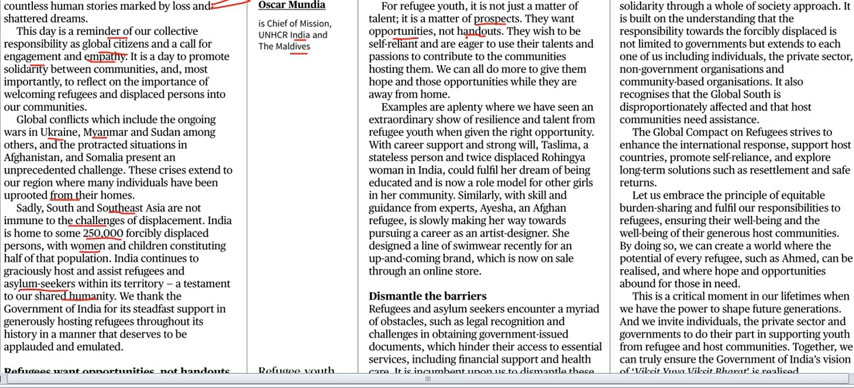 countless human stories marked by loss and
shattered dreams.
This day is a reminder of our collective
responsibility as global citizens and a call for
engagement and empathy. It is a day to promote
solidarity between communities, and, most
importantly, to reflect on the importance of
welcoming refugees and displaced persons into
our communities.
Global conflicts which include the ongoing
wars in Ukraine, Myanmar and Sudan among
others, and the protracted situations in
Afghanistan, and Somalia present an
unprecedented challenge. These crises extend to
our region where many individuals have been
uprooted from their homes.
Sadly, South and Southeast Asia are not
immune to the challenges of displacement. India
is home to some 250,000 forcibly displaced
persons, with women and children constituting
half of that population. India continues to
graciously host and assist refugees and
asylum-seekers within its territory – a testament
to our shared humanity. We thank the
Government of India for its steadfast support in
generously hosting refugees throughout its
history in a manner that deserves to be
applauded and emulated.
Refugees want opportunities, not handouts
Oscar Mundia
is Chief of Mission,
UNHCR India and
The Maldives
Refugee youth
For refugee youth, it is not just a matter of
talent; it is a matter of prospects. They want
opportunities, not handouts. They wish to be
self-reliant and are eager to use their talents and
passions to contribute to the communities
hosting them. We can all do more to give them
hope and those opportunities while they are
away from home.
Examples are aplenty where we have seen an
extraordinary show of resilience and talent from
refugee youth when given the right opportunity.
With career support and strong will, Taslima, a
stateless person and twice displaced Rohingya
woman in India, could fulfil her dream of being
educated and is now a role model for other girls
in her community. Similarly, with skill and
guidance from experts, Ayesha, an Afghan
refugee, is slowly making her way towards
pursuing a career as an artist-designer. She
designed a line of swimwear recently for an
up-and-coming brand, which is now on sale
through an online store.
Dismantle the barriers
Refugees and asylum seekers encounter a myriad
of obstacles, such as legal recognition and
challenges in obtaining government-issued
documents, which hinder their access to essential
services, including financial support and health
care. It is incumbent upon us to dismantle these
solidarity through a whole of society approach. It
is built on the understanding that the
responsibility towards the forcibly displaced is
not limited to governments but extends to each
one of us including individuals, the private sector,
non-government organisations and
community-based organisations. It also
recognises that the Global South is
disproportionately affected and that host
communities need assistance.
The Global Compact on Refugees strives to
enhance the international response, support host
countries, promote self-reliance, and explore
long-term solutions such as resettlement and safe
returns.
Let us embrace the principle of equitable
burden-sharing and fulfil our responsibilities to
refugees, ensuring their well-being and the
well-being of their generous host communities.
By doing so, we can create a world where the
potential of every refugee, such as Ahmed, can be
realised, and where hope and opportunities
abound for those in need.
This is a critical moment in our lifetimes when
we have the power to shape future generations.
And we invite individuals, the private sector and
governments to do their part in supporting youth
from refugee and host communities. Together, we
can truly ensure the Government of India's vision
of 'Viksit Yuva Viksit Bharat' is realised